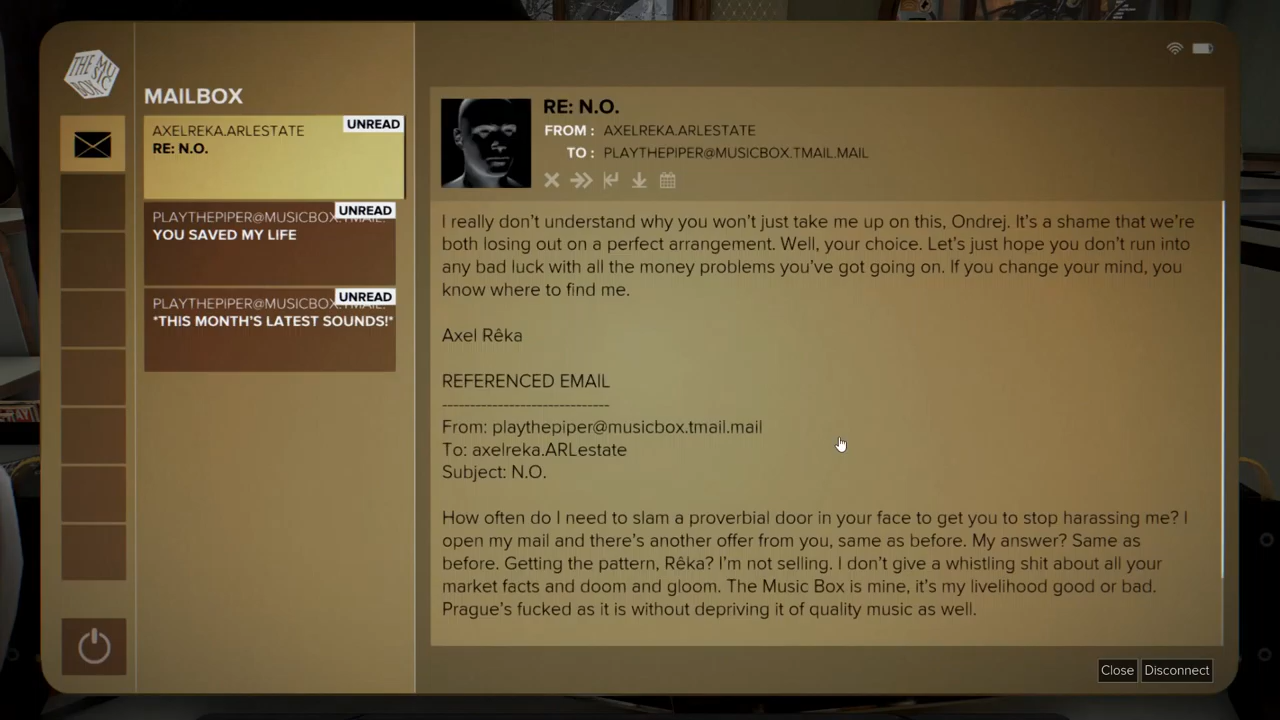 THE MUSIC BOX
MAILBOX
AXELREKA.ARLESTATE
UNREAD
RE: N.O.
PLAYTHEPIPER@MUSICBOX.TMAIL.
UNREAD
YOU SAVED MY LIFE
PLAYTHEPIPER@MUSICBOX.TMAIL.
UNREAD
*THIS MONTH'S LATEST SOUNDS!*
RE: N.O.
FROM : AXELREKA.ARLESTATE
TO : PLAYTHEPIPER@MUSICBOX.TMAIL.MAIL
I really don't understand why you won't just take me up on this, Ondrej. It's a shame that we're
both losing out on a perfect arrangement. Well, your choice. Let's just hope you don't run into
any bad luck with all the money problems you've got going on. If you change your mind, you
know where to find me.
Axel Rêka
REFERENCED EMAIL
------------------------------
From: playthepiper@musicbox.tmail.mail
To: axelreka.ARLestate
Subject: N.O.
How often do I need to slam a proverbial door in your face to get you to stop harassing me? I
open my mail and there's another offer from you, same as before. My answer? Same as
before. Getting the pattern, Rêka? I'm not selling. I don't give a whistling shit about all your
market facts and doom and gloom. The Music Box is mine, it's my livelihood good or bad.
Prague's fucked as it is without depriving it of quality music as well.
Close
Disconnect